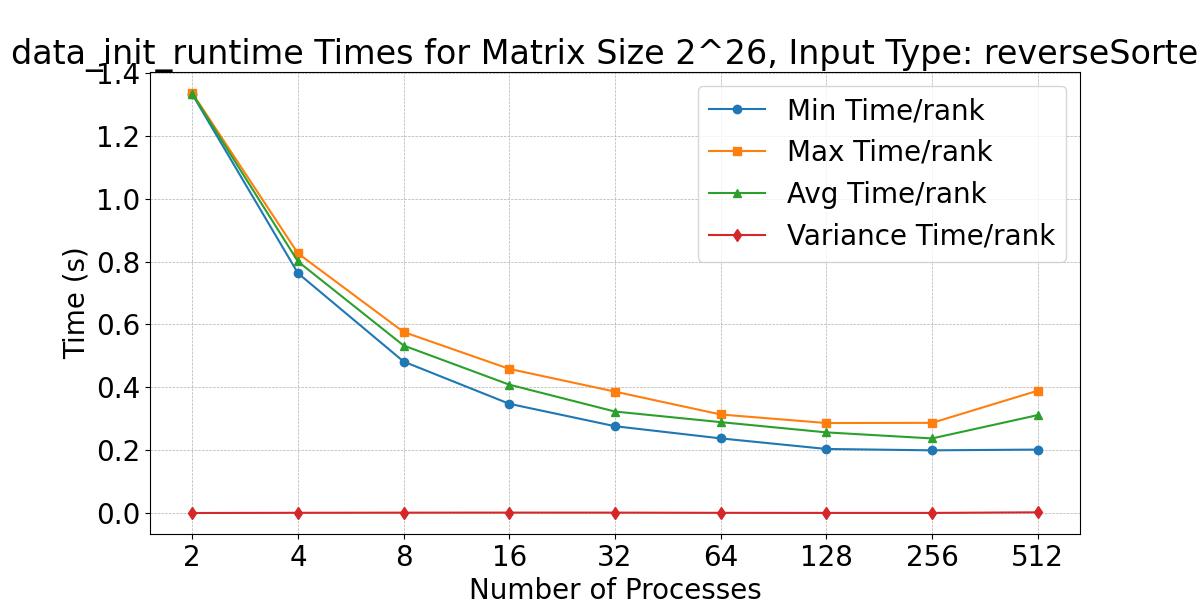 data_init_runtime Times for Matrix Size 2^26, Input Type: reverseSorte
Min Time/rank
Max Time/rank
Avg Time/rank
Variance Time/rank
Time (s)
1.4
1.2
1.0
0.8
0.6
0.4
0.2
0.0
2 4 8 16 32 64 128 256 512
Number of Processes